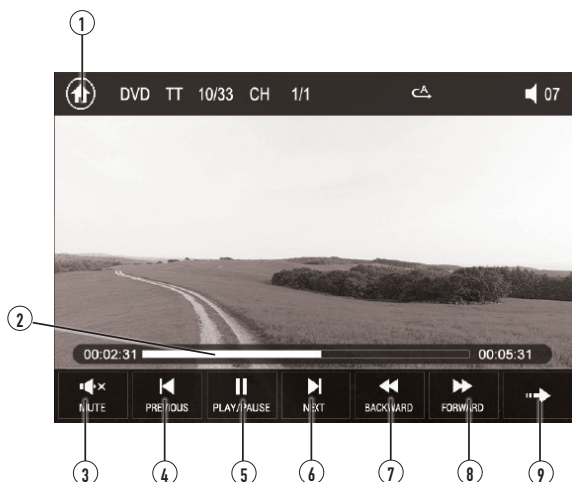 1
DVD TT 10/33 CH 1/1 A 07
2
00:02:31 00:05:31
MUTE PREVIOUS PLAY/PAUSE NEXT BACKWARD FORWARD
3 4 5 6 7 8 9